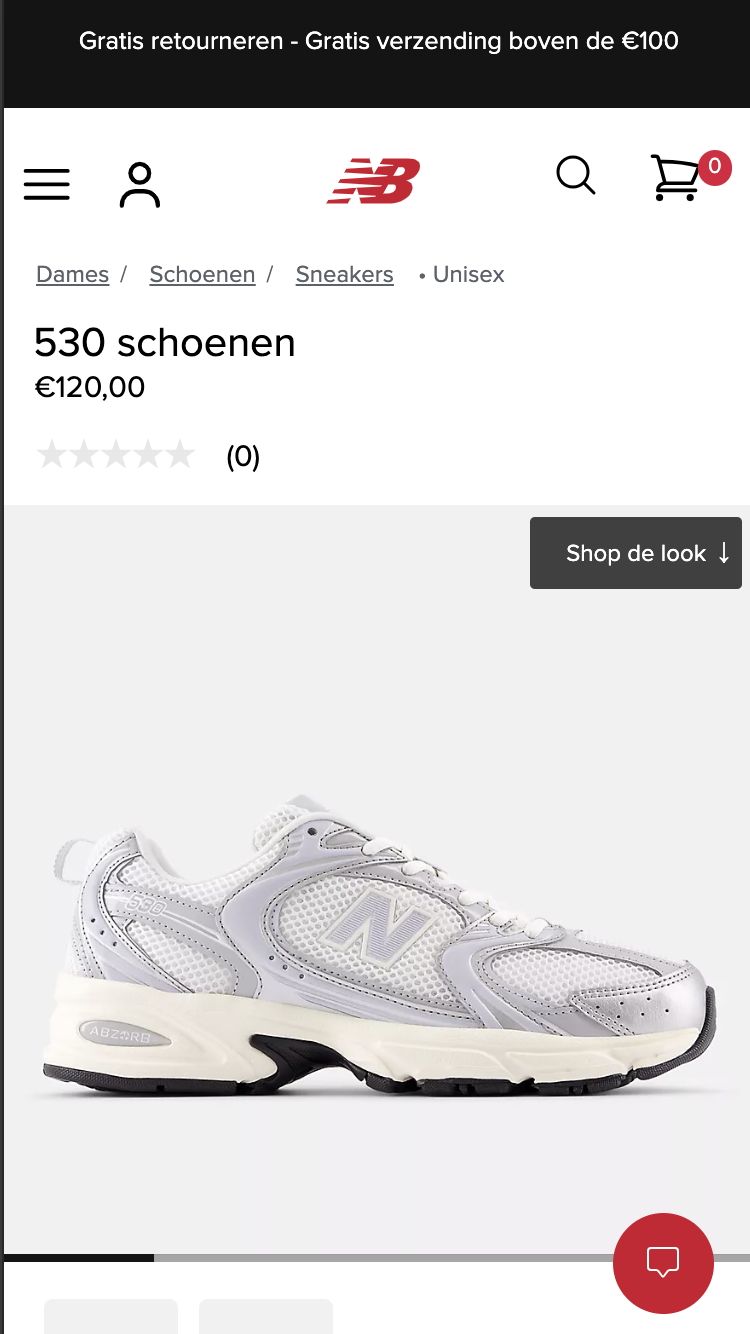 Gratis retourneren - Gratis verzending boven de €100
NB
0
Dames / Schoenen / Sneakers • Unisex
530 schoenen
€120,00
(0)
Shop de look ↓
530
N
ABZORB